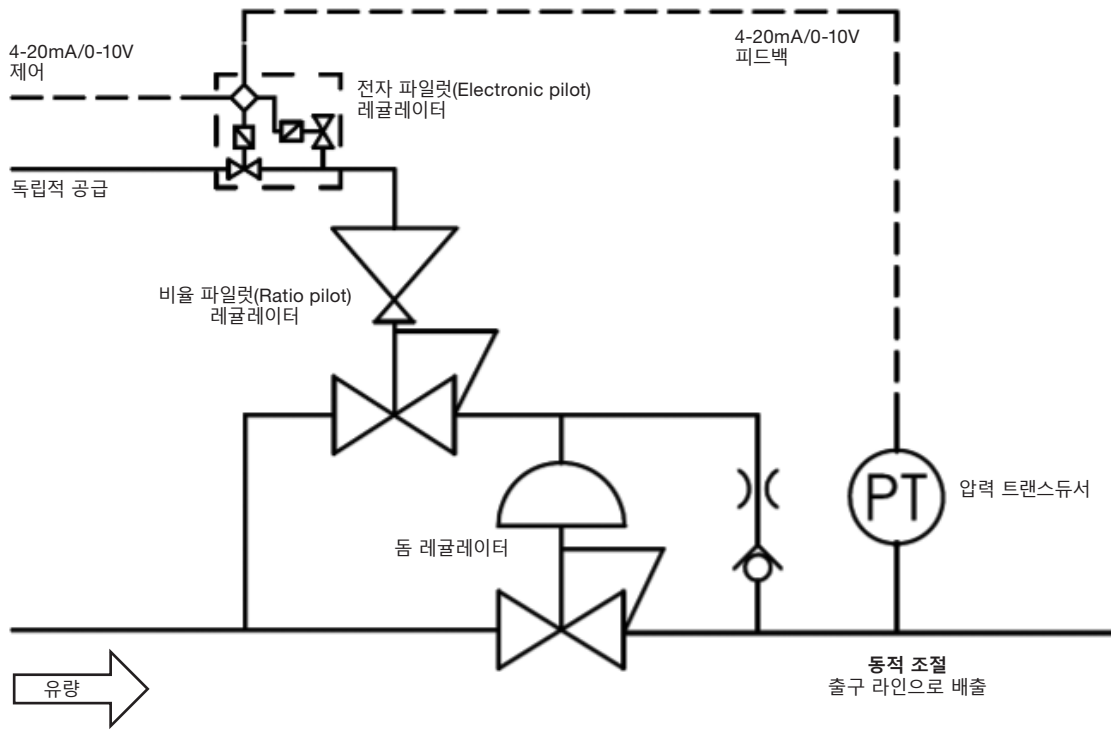 4-20mA/0-10V
제어
4-20mA/0-10V
피드백
전자 파일럿(Electronic pilot)
레귤레이터
독립적 공급
비율 파일럿(Ratio pilot)
레귤레이터
PT
압력 트랜스듀서
돔 레귤레이터
유량
동적 조절
출구 라인으로 배출